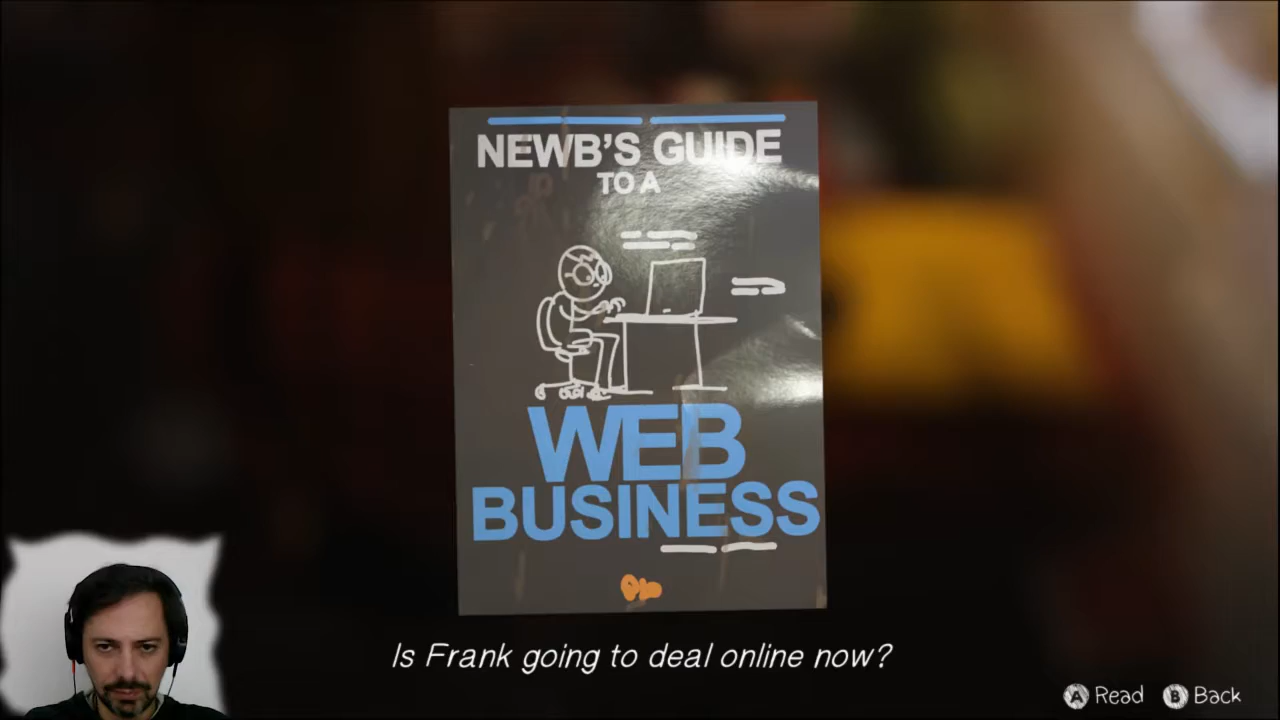 NEWB'S GUIDE
TO A
WEB
BUSINESS
Is Frank going to deal online now?
A Read B Back